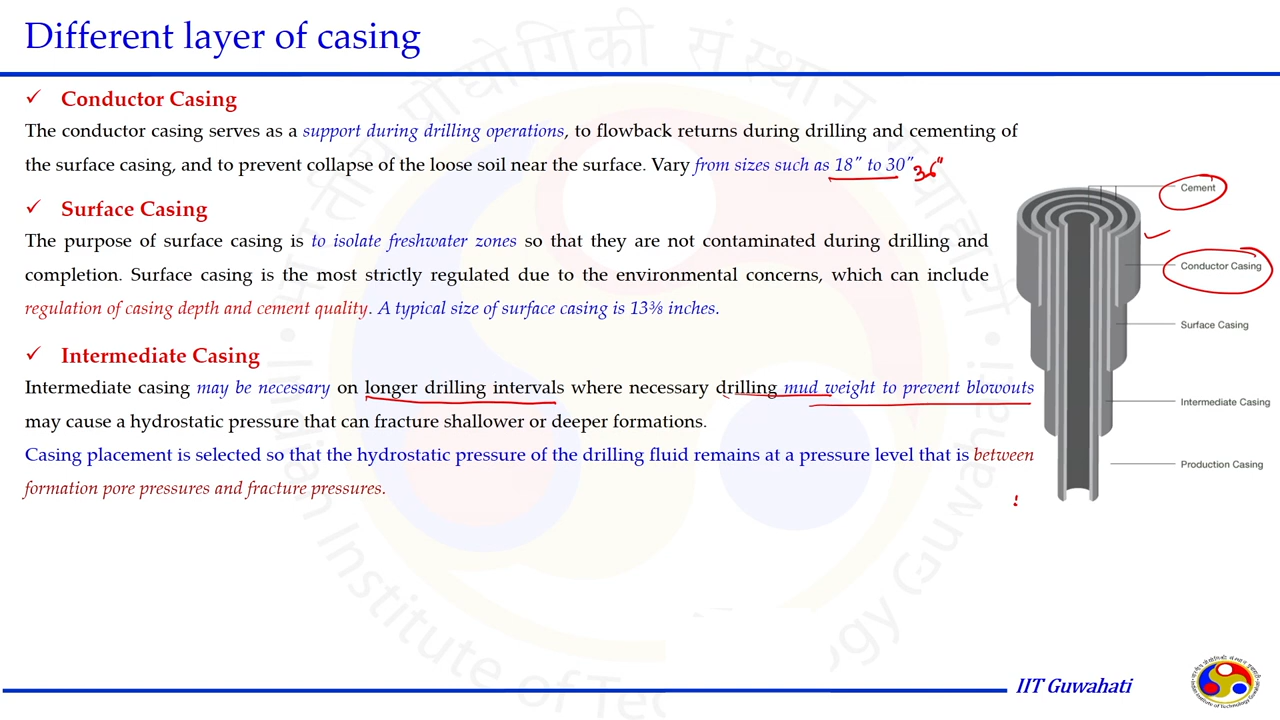 Different layer of casing
✓ Conductor Casing
The conductor casing serves as a support during drilling operations, to flowback returns during drilling and cementing of
the surface casing, and to prevent collapse of the loose soil near the surface. Vary from sizes such as 18″ to 30″ 36"
✓ Surface Casing
The purpose of surface casing is to isolate freshwater zones so that they are not contaminated during drilling and
completion. Surface casing is the most strictly regulated due to the environmental concerns, which can include
regulation of casing depth and cement quality. A typical size of surface casing is 13⅜ inches.
✓ Intermediate Casing
Intermediate casing may be necessary on longer drilling intervals where necessary drilling mud weight to prevent blowouts
may cause a hydrostatic pressure that can fracture shallower or deeper formations.
Casing placement is selected so that the hydrostatic pressure of the drilling fluid remains at a pressure level that is between
formation pore pressures and fracture pressures.
Cement
Conductor Casing
Surface Casing
Intermediate Casing
Production Casing
IIT Guwahati